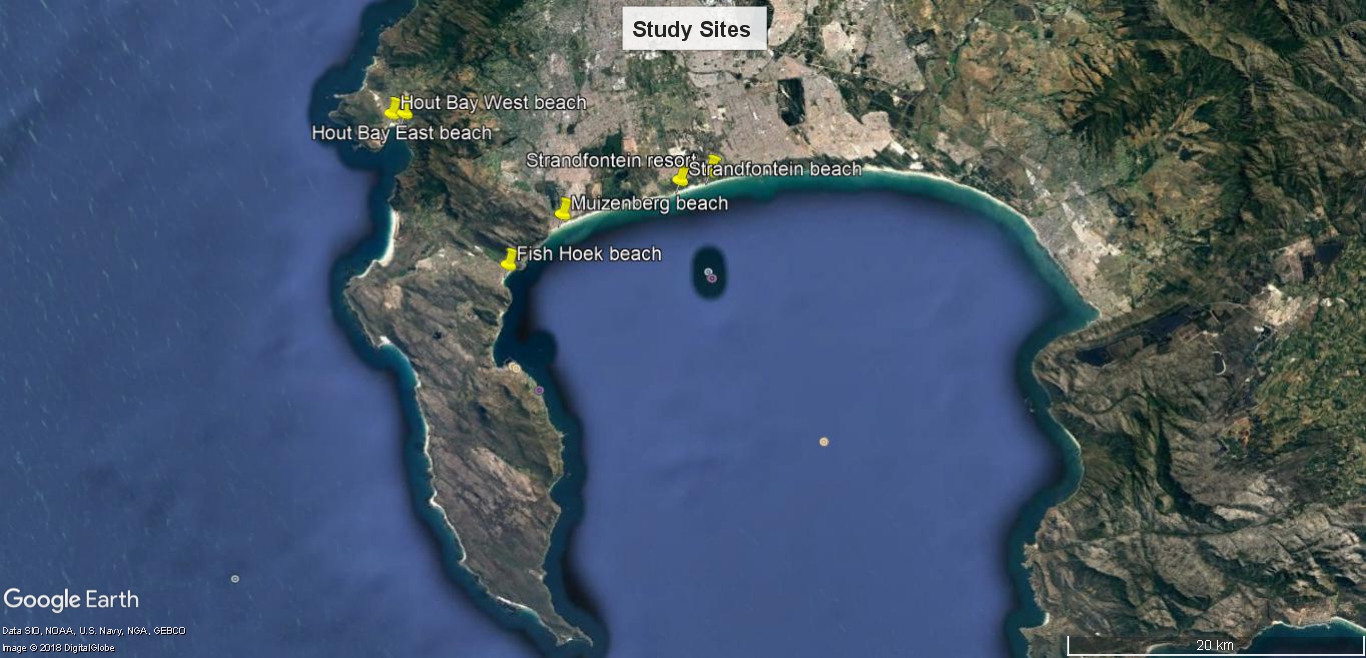 Study Sites
Hout Bay West beach
Hout Bay East beach
Strandfontein resort
Strandfontein beach
Muizenberg beach
Fish Hoek beach
Google Earth
Data SIO, NOAA, U.S. Navy, NGA, GEBCO
Image © 2018 DigitalGlobe
20 km